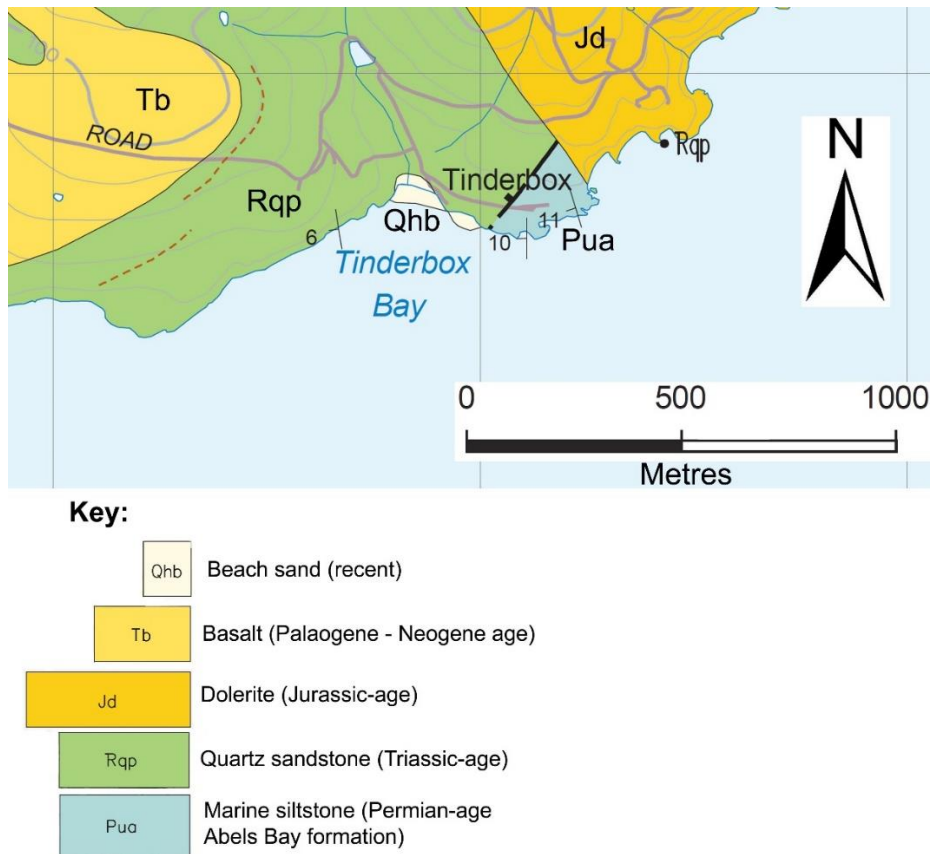 Jd
Tb
ROAD
Rqp
N
Tinderbox
Rqp
Qhb
11
Pua
6
10
Tinderbox
Bay
0 500 1000
Metres
Key:
Qhb Beach sand (recent)
Tb Basalt (Palaogene - Neogene age)
Jd Dolerite (Jurassic-age)
Rqp Quartz sandstone (Triassic-age)
Pua Marine siltstone (Permian-age
Abels Bay formation)